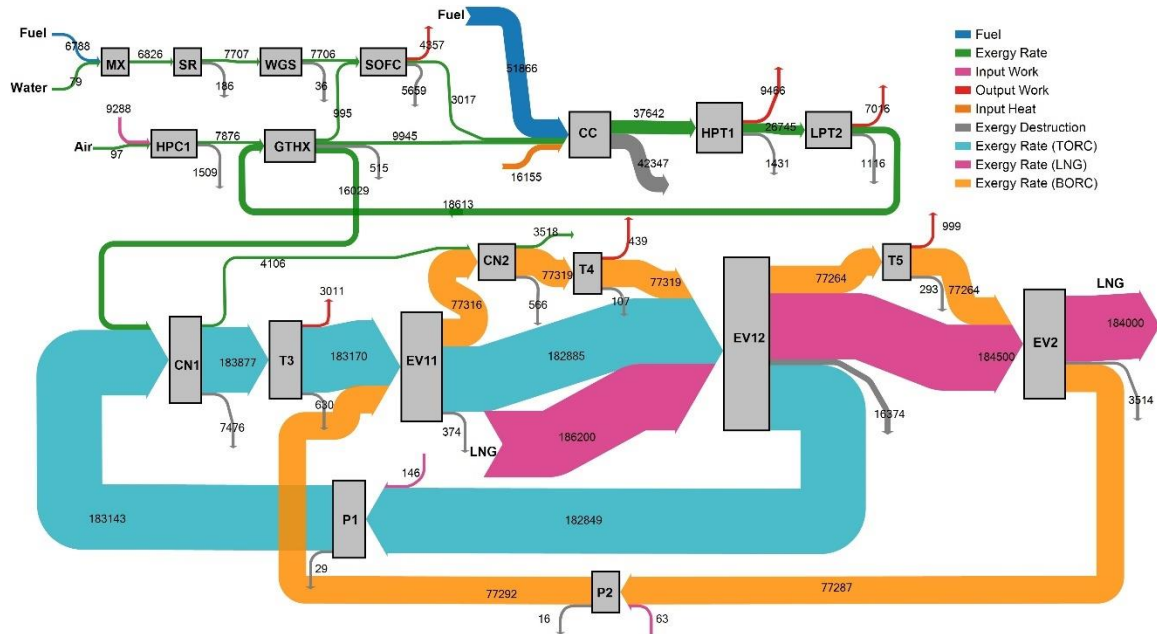 Fuel
Fuel
6788
6826
7707
7706
4357
51866
MX
SR
WGS
SOFC
Water
79
186
36
5659
3017
9288
995
37642
9466
7016
Air
97
HPC1
7876
GTHX
9945
CC
HPT1
26745
LPT2
1509
515
16155
42347
1431
1116
16029
18613
Fuel
Exergy Rate
Input Work
Output Work
Input Heat
Exergy Destruction
Exergy Rate (TORC)
Exergy Rate (LNG)
Exergy Rate (BORC)
4106
3518
439
999
CN2
77319
T4
77319
T5
77264
77264
77316
566
107
293
LNG
3011
184000
CN1
183877
T3
183170
EV11
182885
EV12
184500
EV2
7476
630
374
LNG
186200
16374
3514
146
183143
P1
182849
29
77292
P2
77287
16
63